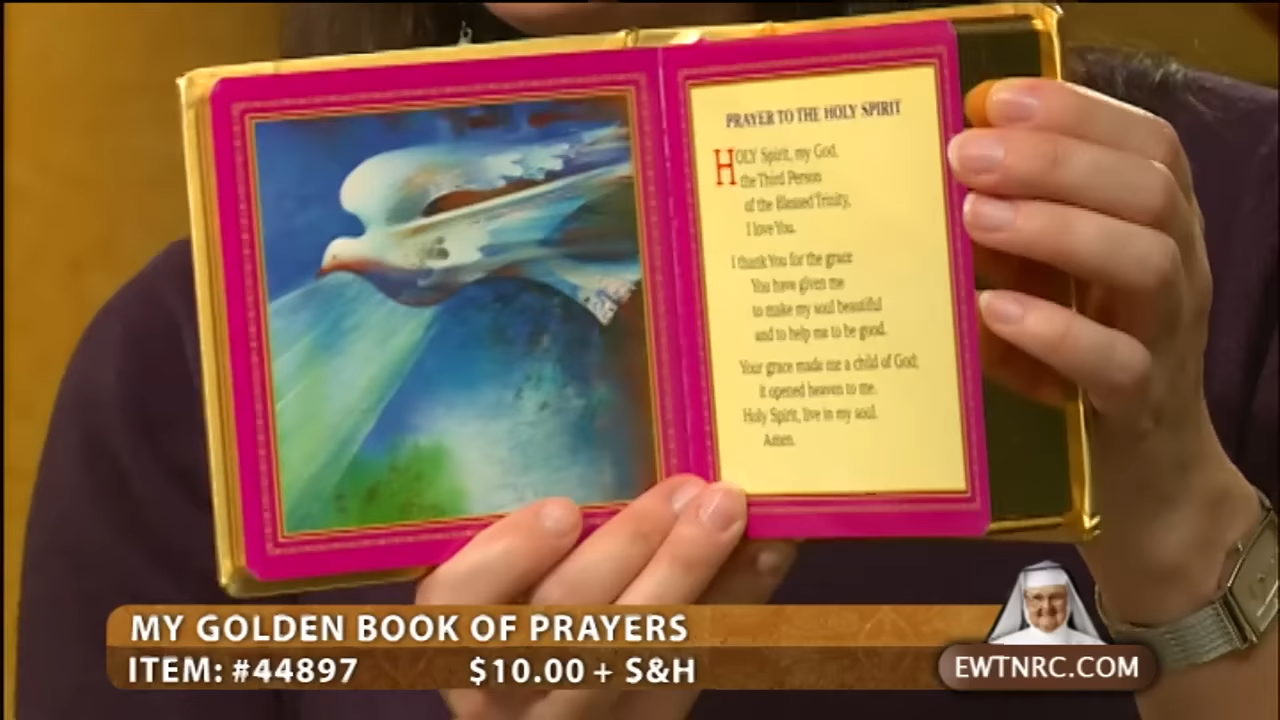 PRAYER TO THE HOLY SPIRIT
HOLY Spirit, my God,
the Third Person
of the Blessed Trinity,
I love You.
I thank You for the grace
You have given me
to make my soul beautiful
and to help me to be good.
Your grace made me a child of God;
it opened heaven to me.
Holy Spirit, live in my soul.
Amen.
MY GOLDEN BOOK OF PRAYERS
ITEM: #44897 $10.00 + S&H
EWTNRC.COM